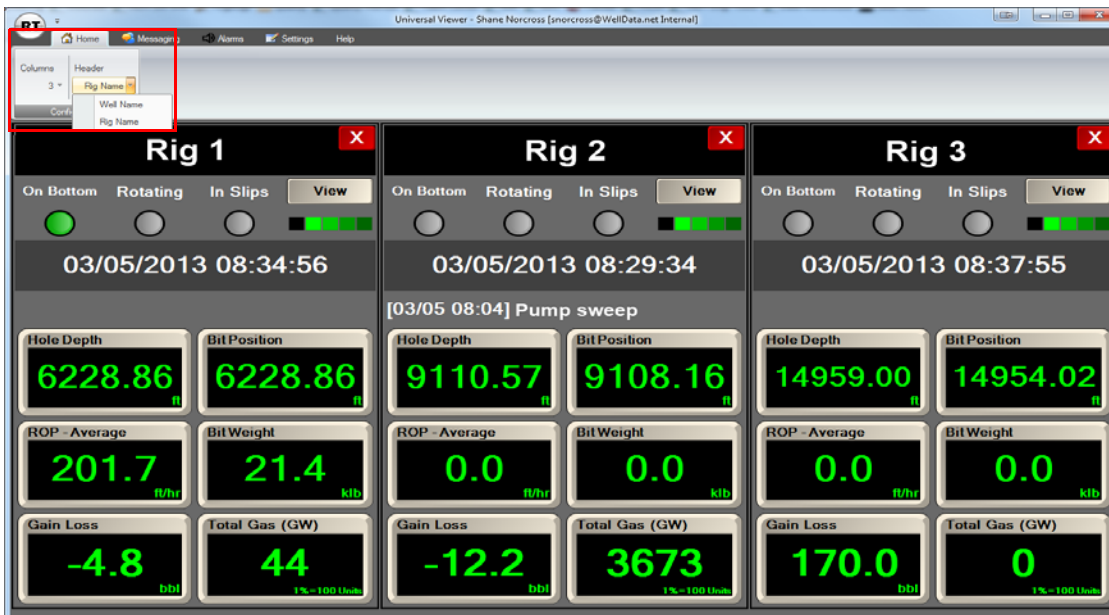 Universal Viewer - Shane Norcross [snorcross@WellData.net Internal]
RT
Home Messaging Alarms Settings Help
Columns Header
3 Rig Name
Well Name
Rig Name
Rig 1 X
On Bottom Rotating In Slips View
03/05/2013 08:34:56
Hole Depth Bit Position
6228.86 ft 6228.86 ft
ROP - Average Bit Weight
201.7 ft/hr 21.4 klb
Gain Loss Total Gas (GW)
-4.8 bbl 44 1%=100 Units
Rig 2 X
On Bottom Rotating In Slips View
03/05/2013 08:29:34
[03/05 08:04] Pump sweep
Hole Depth Bit Position
9110.57 ft 9108.16 ft
ROP - Average Bit Weight
0.0 ft/hr 0.0 klb
Gain Loss Total Gas (GW)
-12.2 bbl 3673 1%=100 Units
Rig 3 X
On Bottom Rotating In Slips View
03/05/2013 08:37:55
Hole Depth Bit Position
14959.00 ft 14954.02 ft
ROP - Average Bit Weight
0.0 ft/hr 0.0 klb
Gain Loss Total Gas (GW)
170.0 bbl 0 1%=100 Units